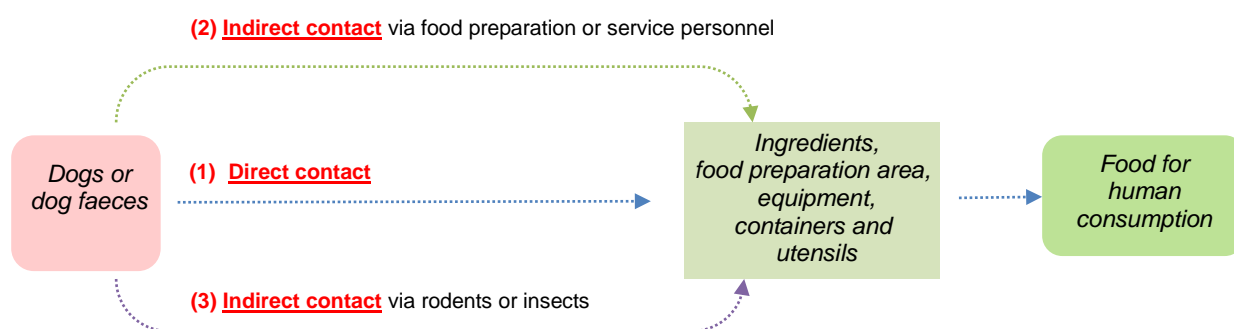 (2) Indirect contact via food preparation or service personnel
Dogs or
dog faeces
(1) Direct contact
Ingredients,
food preparation area,
equipment,
containers and
utensils
Food for
human
consumption
(3) Indirect contact via rodents or insects